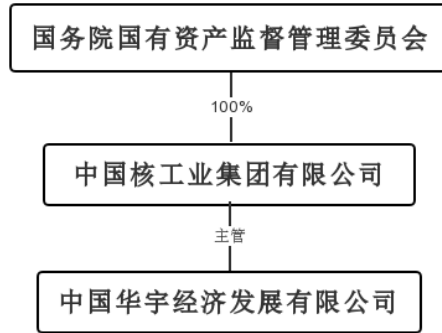 国务院国有资产监督管理委员会
100%
中国核工业集团有限公司
主管
中国华宇经济发展有限公司